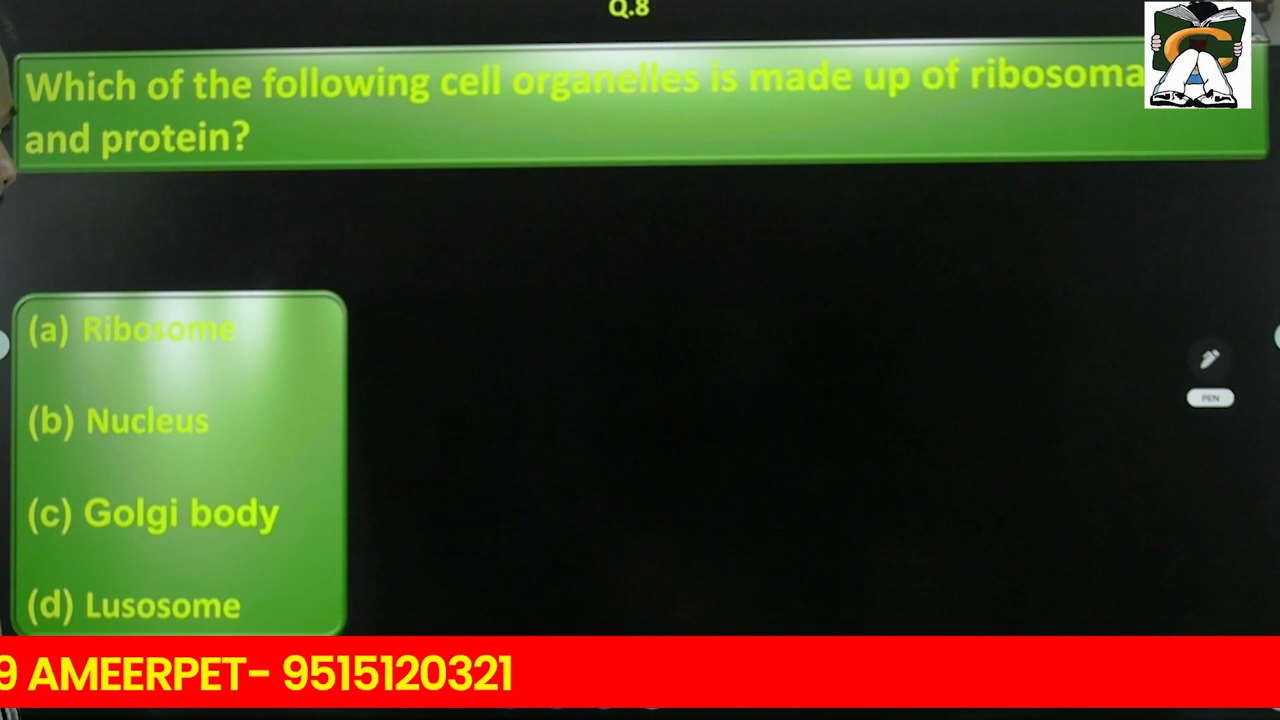 Q.8
Which of the following cell organelles is made up of ribosoma
and protein?
(a) Ribosome
(b) Nucleus
PEN
(c) Golgi body
(d) Lusosome
9 AMEERPET- 9515120321